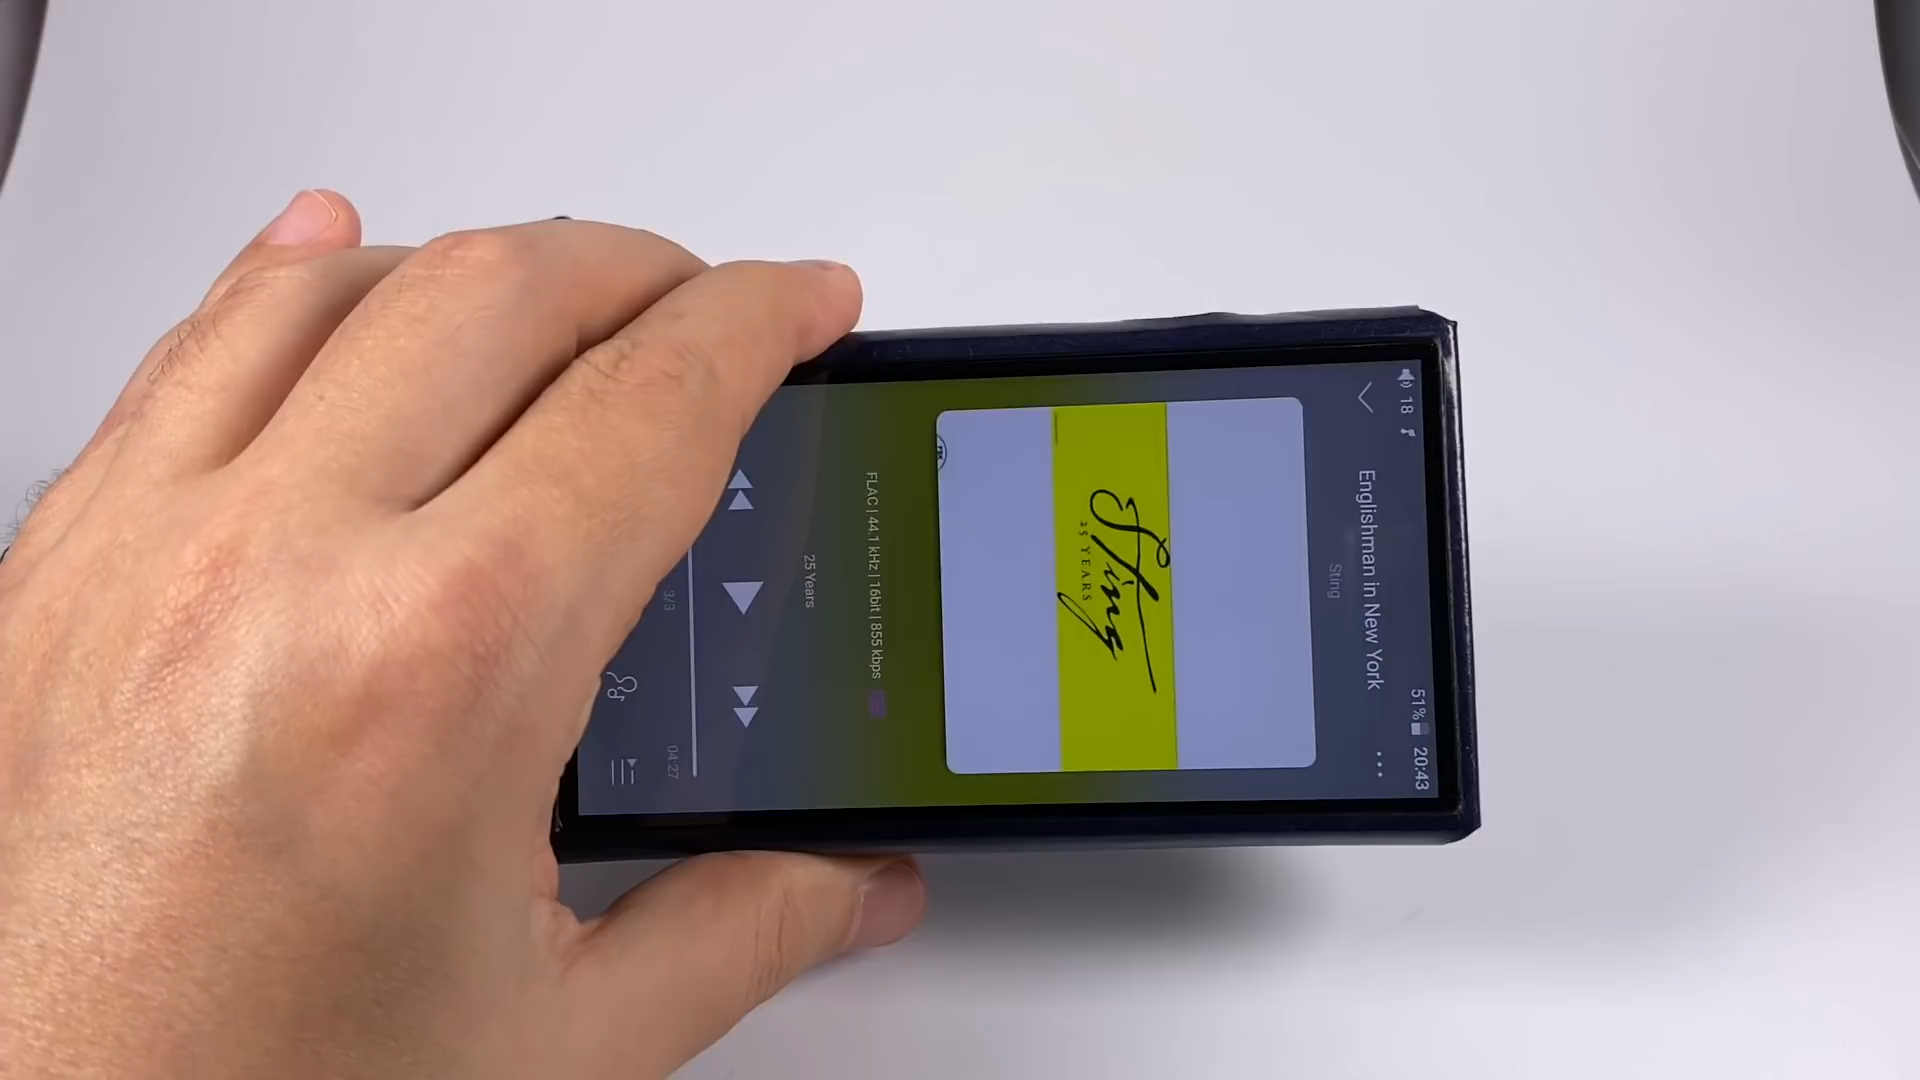 18
51% 20:43
Englishman in New York
Sting
Sting
25 YEARS
FLAC | 44.1 kHz | 16bit | 855 kbps
25 Years
3/3
04:27